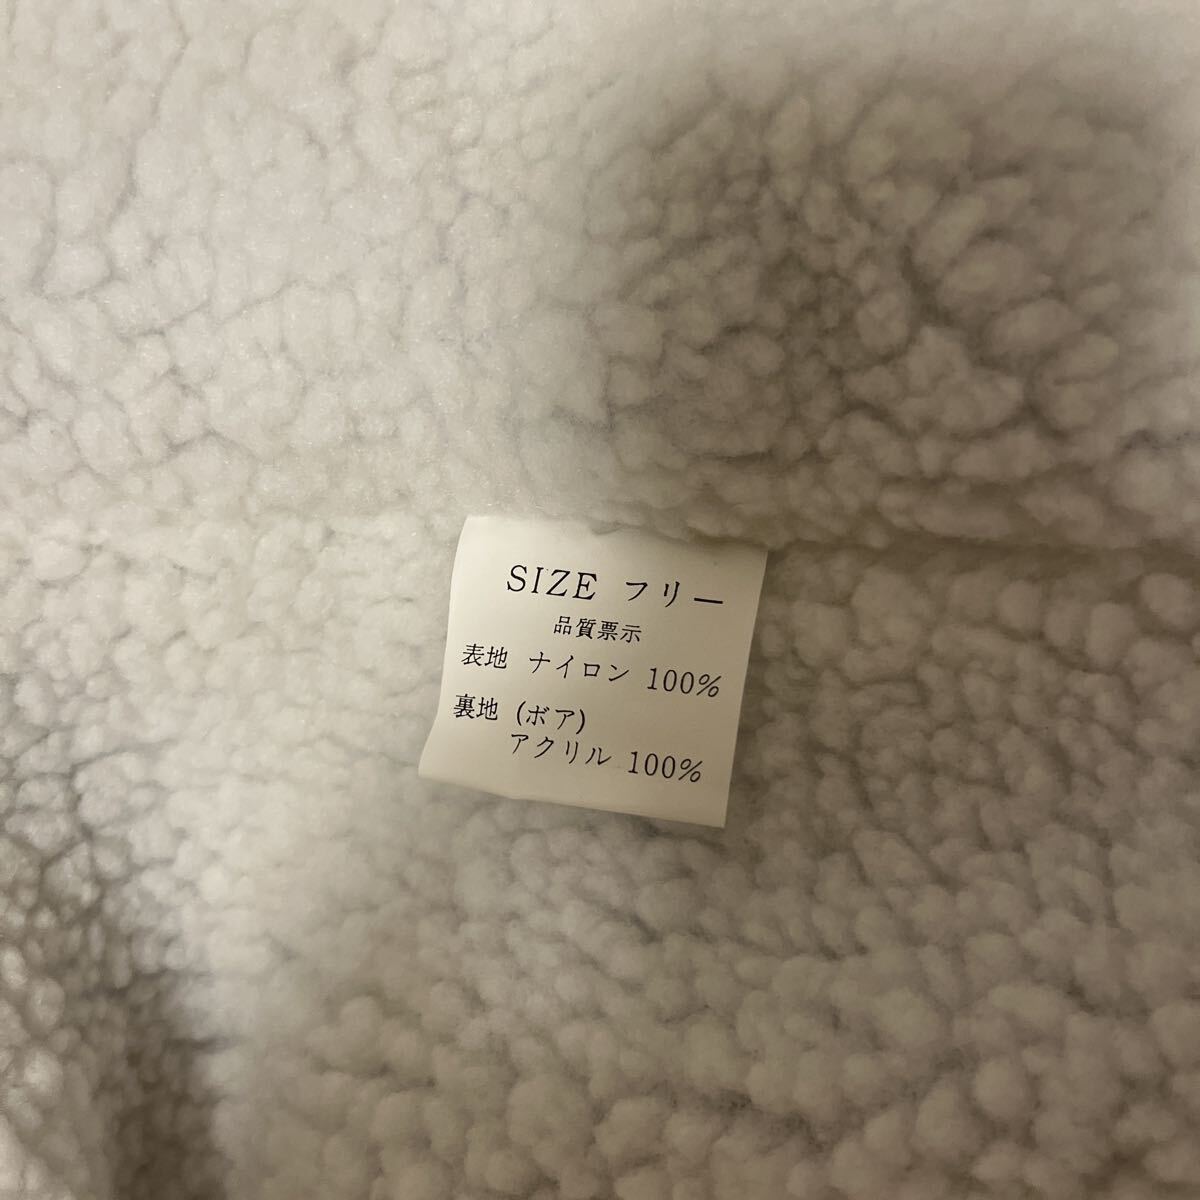 SIZE フリー
品質票示
表地 ナイロン 100%
裏地 (ボア)
アクリル 100%